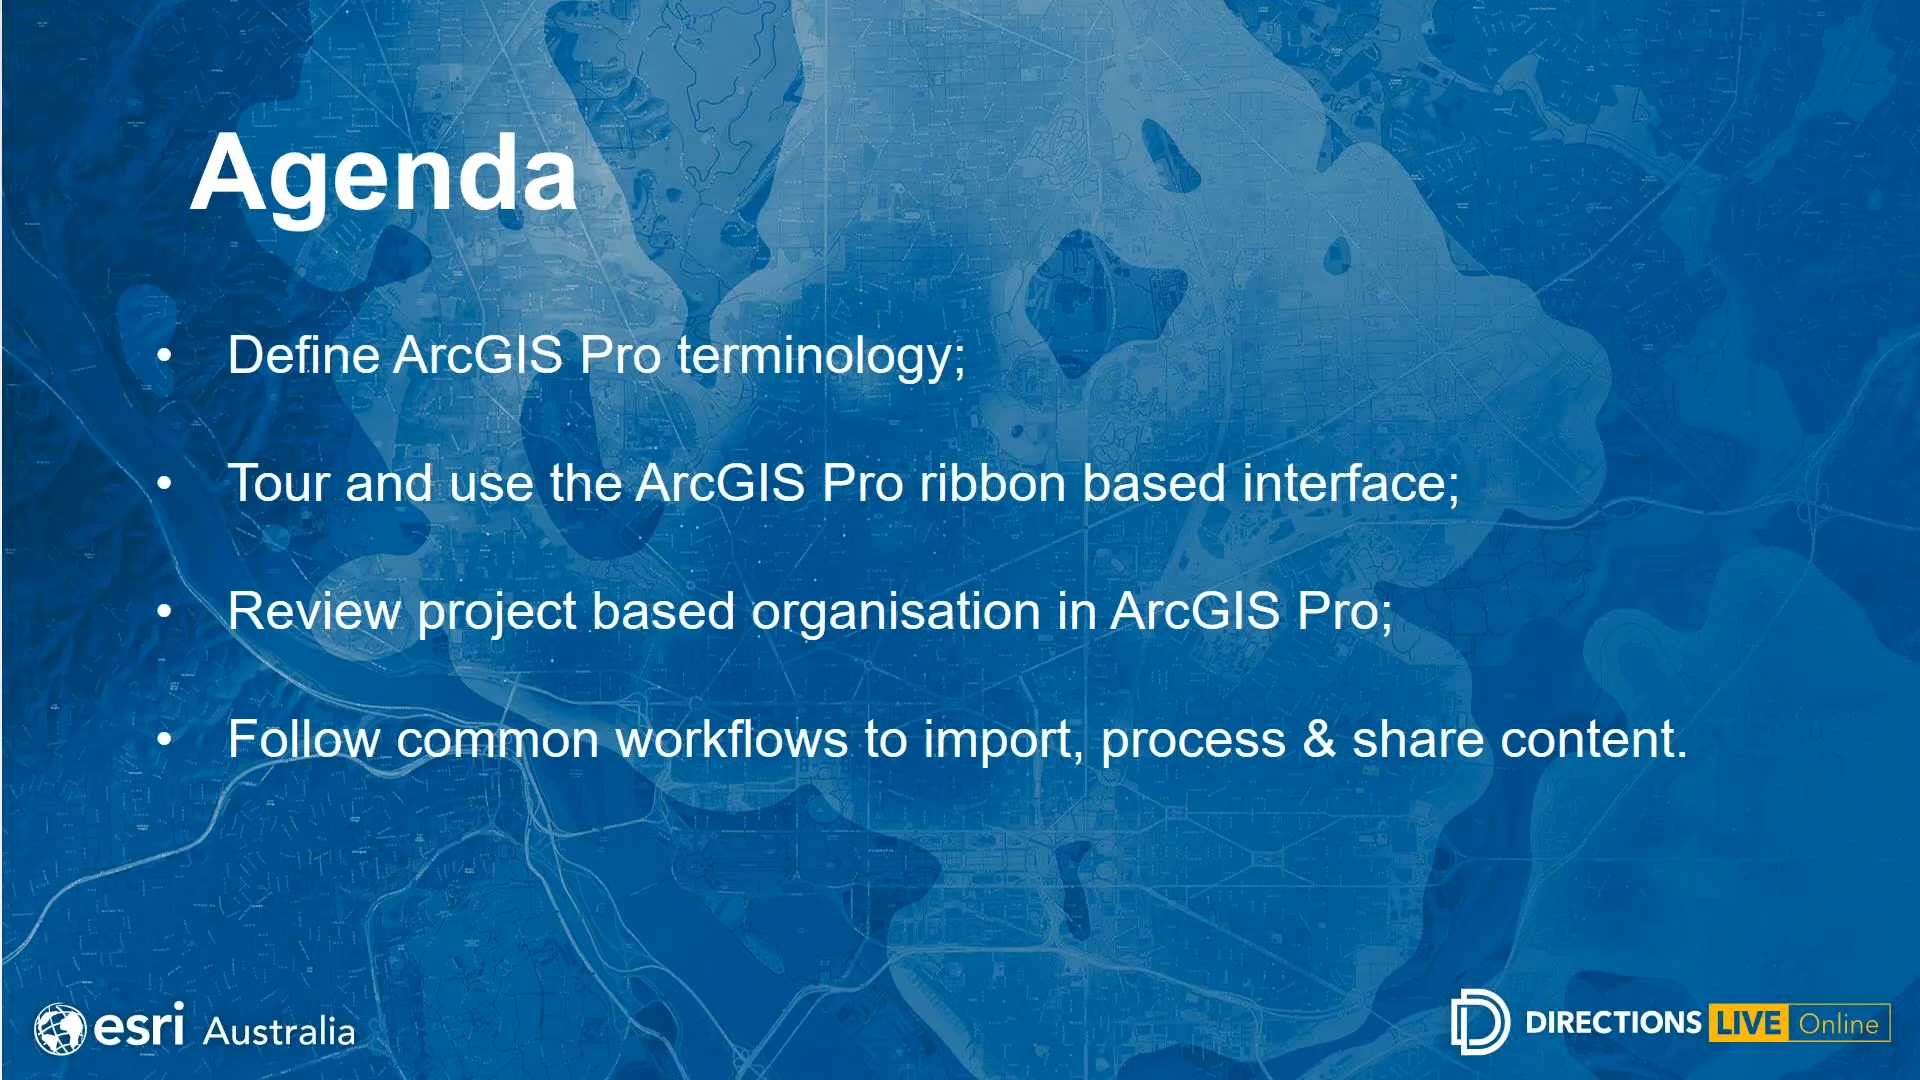 Agenda
• Define ArcGIS Pro terminology;
• Tour and use the ArcGIS Pro ribbon based interface;
• Review project based organisation in ArcGIS Pro;
• Follow common workflows to import, process & share content.
esri Australia
DIRECTIONS LIVE Online